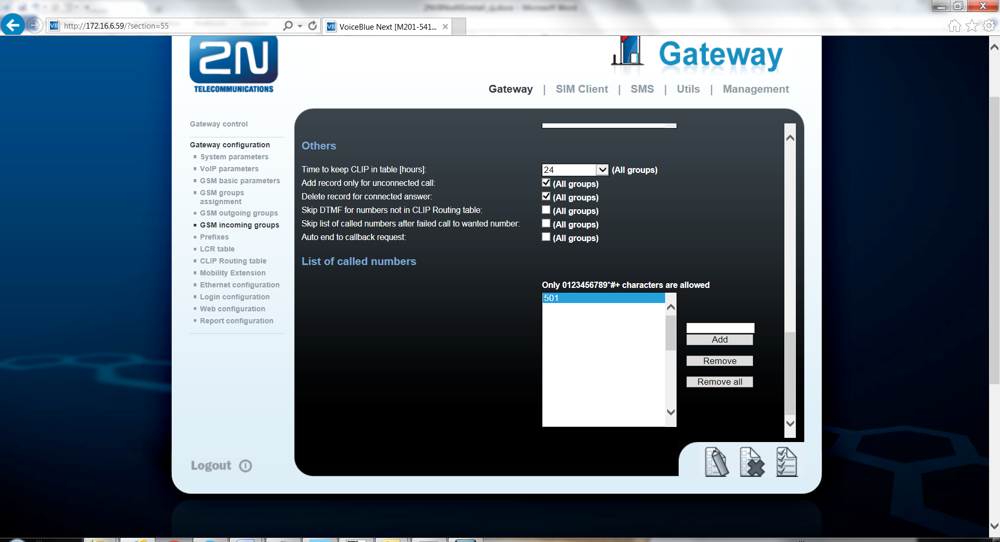 2NVBNextNGinstall_sj.docx - Microsoft Word
VB
http://172.16.6.59/?section=55
VB
VoiceBlue Next [M201-541...
2N
TELECOMMUNICATIONS
Gateway
Gateway | SIM Client | SMS | Utils | Management
Gateway control
Gateway configuration
System parameters
VoIP parameters
GSM basic parameters
GSM groups
assignment
GSM outgoing groups
GSM incoming groups
Prefixes
LCR table
CLIP Routing table
Mobility Extension
Ethernet configuration
Login configuration
Web configuration
Report configuration
Logout
Others
Time to keep CLIP in table [hours]: 24 (All groups)
Add record only for unconnected call: (All groups)
Delete record for connected answer: (All groups)
Skip DTMF for numbers not in CLIP Routing table: (All groups)
Skip list of called numbers after failed call to wanted number: (All groups)
Auto end to callback request: (All groups)
List of called numbers
Only 0123456789*#+ characters are allowed
501
Add
Remove
Remove all